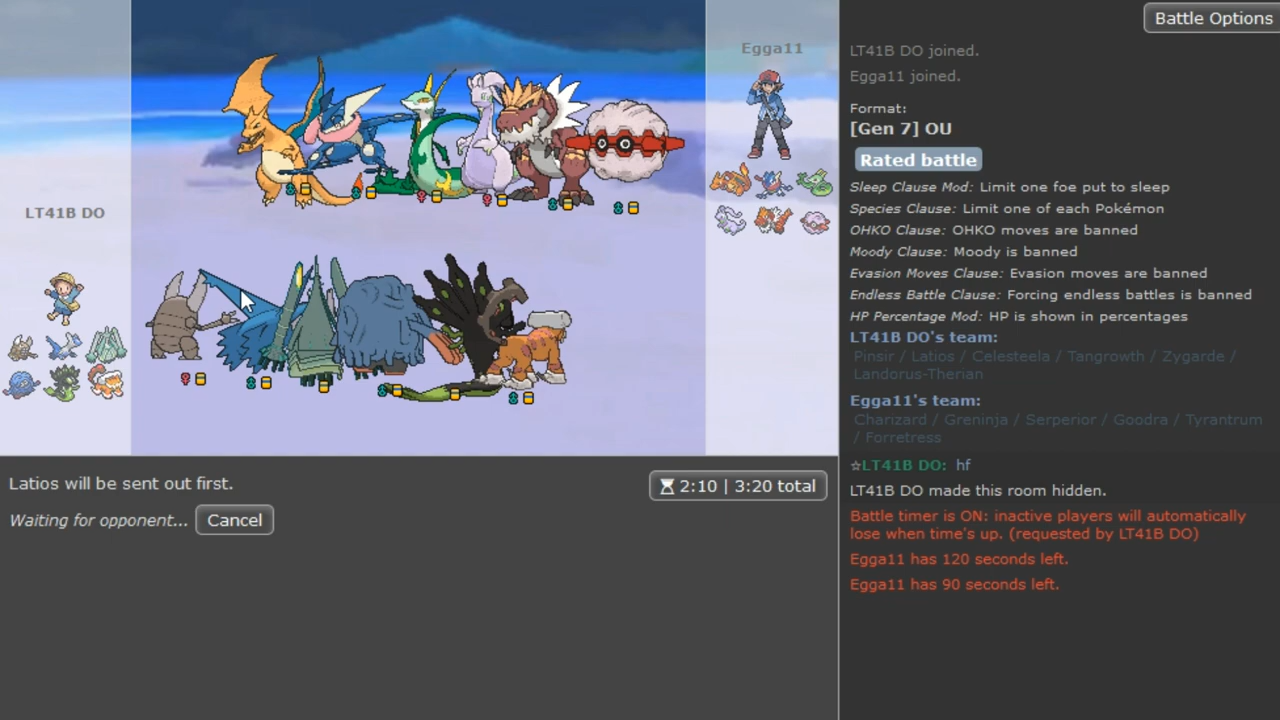 Battle Options
Egga11
LT41B DO
LT41B DO joined.
Egga11 joined.
Format:
[Gen 7] OU
Rated battle
Sleep Clause Mod: Limit one foe put to sleep
Species Clause: Limit one of each Pokémon
OHKO Clause: OHKO moves are banned
Moody Clause: Moody is banned
Evasion Moves Clause: Evasion moves are banned
Endless Battle Clause: Forcing endless battles is banned
HP Percentage Mod: HP is shown in percentages
LT41B DO's team:
Pinsir / Latios / Celesteela / Tangrowth / Zygarde /
Landorus-Therian
Egga11's team:
Charizard / Greninja / Serperior / Goodra / Tyrantrum
/ Forretress
☆LT41B DO: hf
LT41B DO made this room hidden.
Battle timer is ON: inactive players will automatically
lose when time's up. (requested by LT41B DO)
Egga11 has 120 seconds left.
Egga11 has 90 seconds left.
Latios will be sent out first.
2:10 | 3:20 total
Waiting for opponent... Cancel